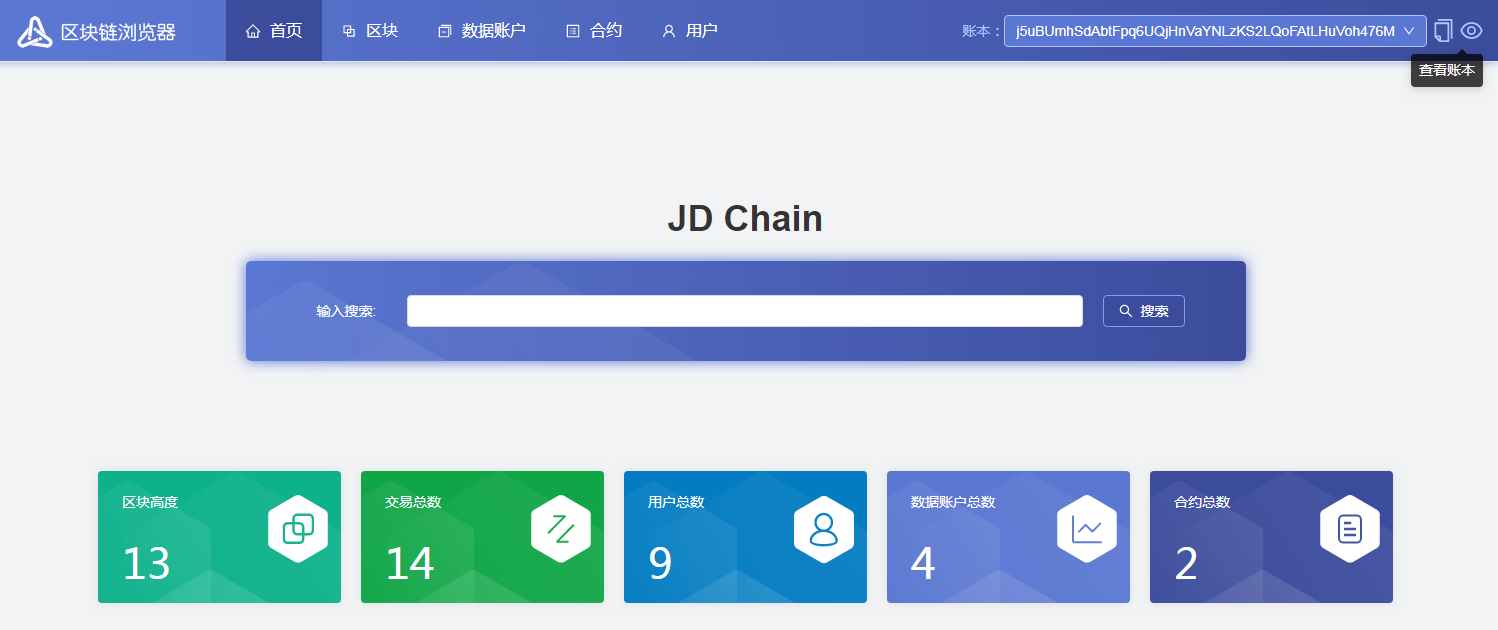 区块链浏览器
首页
区块
数据账户
合约
用户
账本：
j5uBUmhSdAbtFpq6UQjHnVaYNLzKS2LQoFAtLHuVoh476M
查看账本
JD Chain
输入搜索:
搜索
区块高度
13
交易总数
14
用户总数
9
数据账户总数
4
合约总数
2